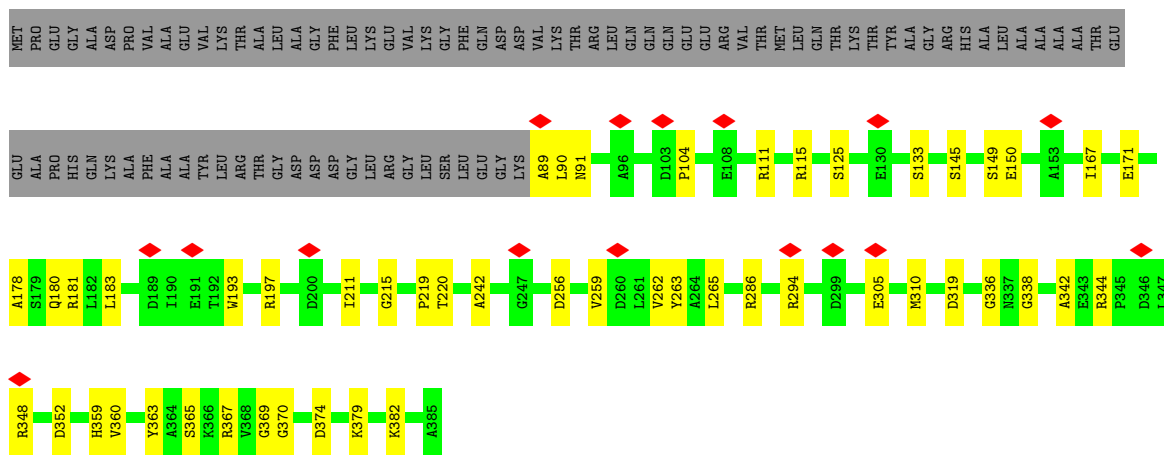 MET PRO GLU GLY ALA ASP PRO VAL ALA GLU VAL LYS THR ALA LEU ALA GLY PHE LEU LYS GLU VAL LYS GLY PHE GLN ASP ASP VAL LYS THR ARG LEU GLN GLN GLN GLU GLU ARG VAL THR MET LEU GLN THR LYS THR TYR ALA GLY ARG HIS ALA LEU ALA ALA ALA ALA THR GLU
GLU ALA PRO HIS GLN LYS ALA PHE ALA ALA TYR LEU ARG THR GLY ASP ASP ASP GLY LEU ARG GLY LEU SER LEU GLU GLY LYS A89 L90 N91 A96 D103 P104 E108 R111 R115 S125 E130 S133 S145 S149 E150 A153 I167 E171
A178 S179 Q180 R181 L182 L183 D189 I190 E191 T192 W193 R197 D200 I211 G215 P219 T220 A242 G247 D256 V259 D260 L261 V262 Y263 A264 L265 R286 R294 D299 E305 M310 D319 G336 N337 G338 A342 E343 R344 P345 D346 L347
R348 D352 H359 V360 Y363 A364 S365 K366 R367 V368 G369 G370 D374 K379 K382 A385